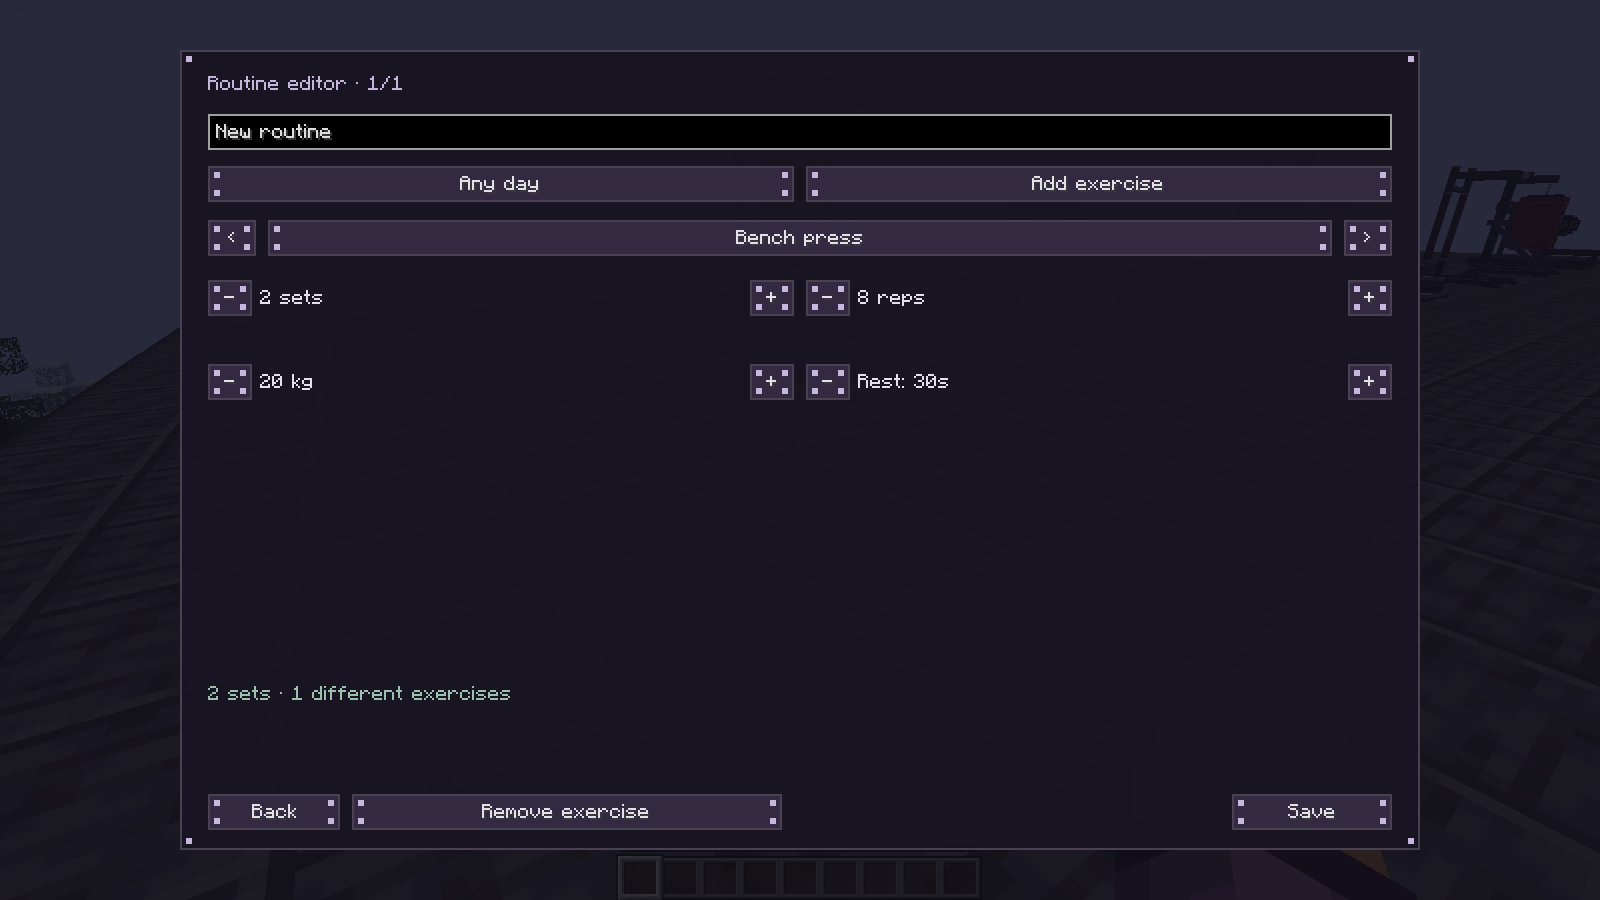 Routine editor · 1/1
New routine
Any day Add exercise
< Bench press >
- 2 sets + - 8 reps +
- 20 kg + - Rest: 30s +
2 sets · 1 different exercises
Back Remove exercise Save